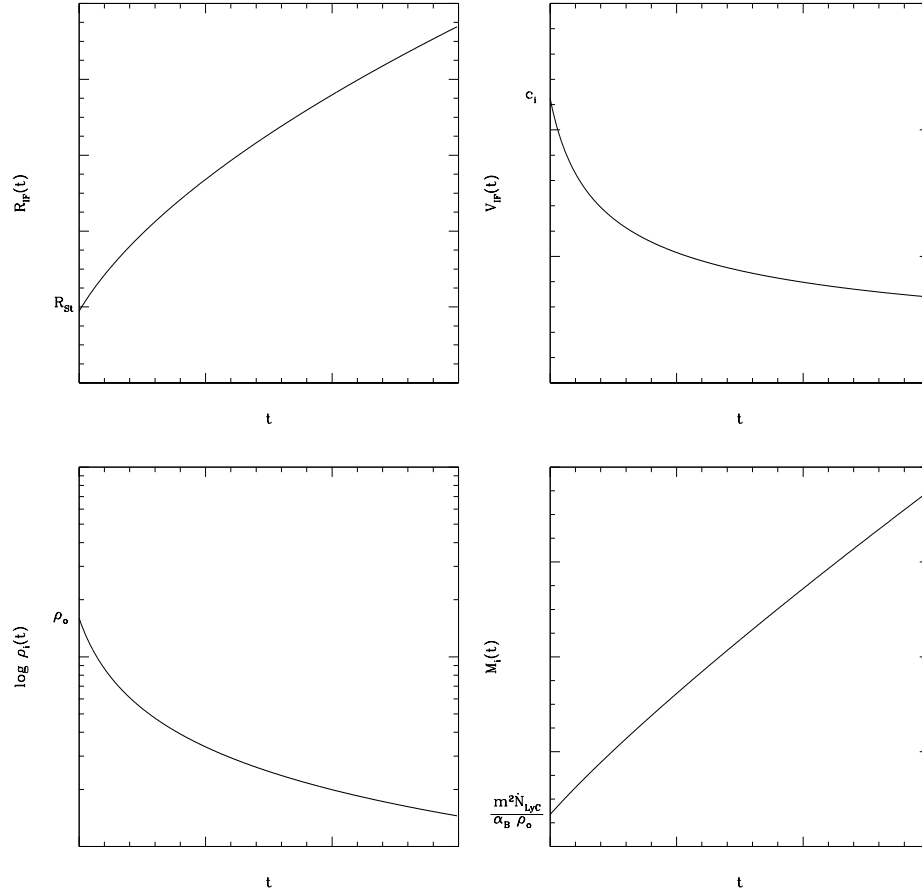 R_IF(t)
R_St
t
V_IF(t)
c_i
t
log ρ_i(t)
ρ_o
t
M_i(t)
m²Ṅ_LyC
α_B ρ_o
t